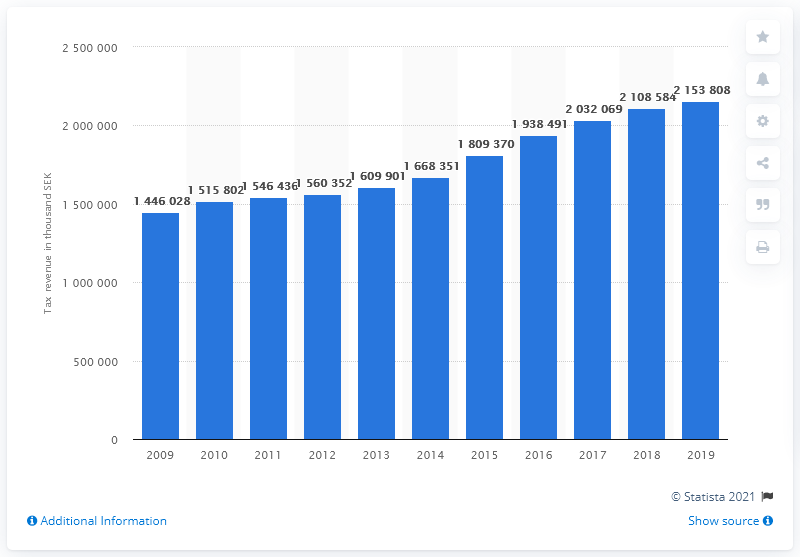 2 500 000
2 000 000
1 500 000
1 000 000
500 000
0
Tax revenue in thousand SEK
1 446 028
1 515 802
1 546 436
1 560 352
1 609 901
1 668 351
1 809 370
1 938 491
2 032 069
2 108 584
2 153 808
2009 2010 2011 2012 2013 2014 2015 2016 2017 2018 2019
© Statista 2021
Additional Information
Show source